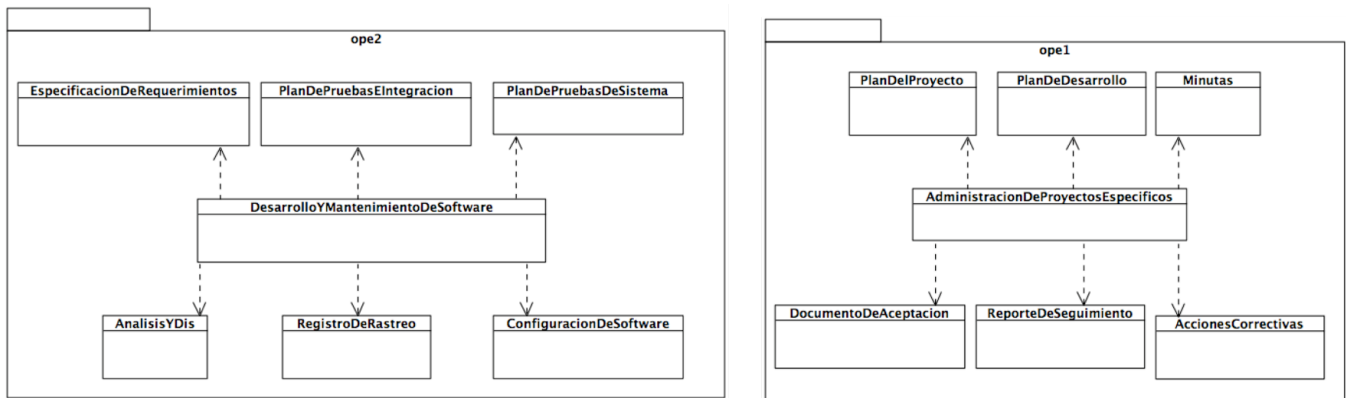 ope2
EspecificacionDeRequerimientos
PlanDePruebasEIntegracion
PlanDePruebasDeSistema
DesarrolloYMantenimientoDeSoftware
AnalisisYDis
RegistroDeRastreo
ConfiguracionDeSoftware
ope1
PlanDelProyecto
PlanDeDesarrollo
Minutas
AdministracionDeProyectosEspecificos
DocumentoDeAceptacion
ReporteDeSeguimiento
AccionesCorrectivas